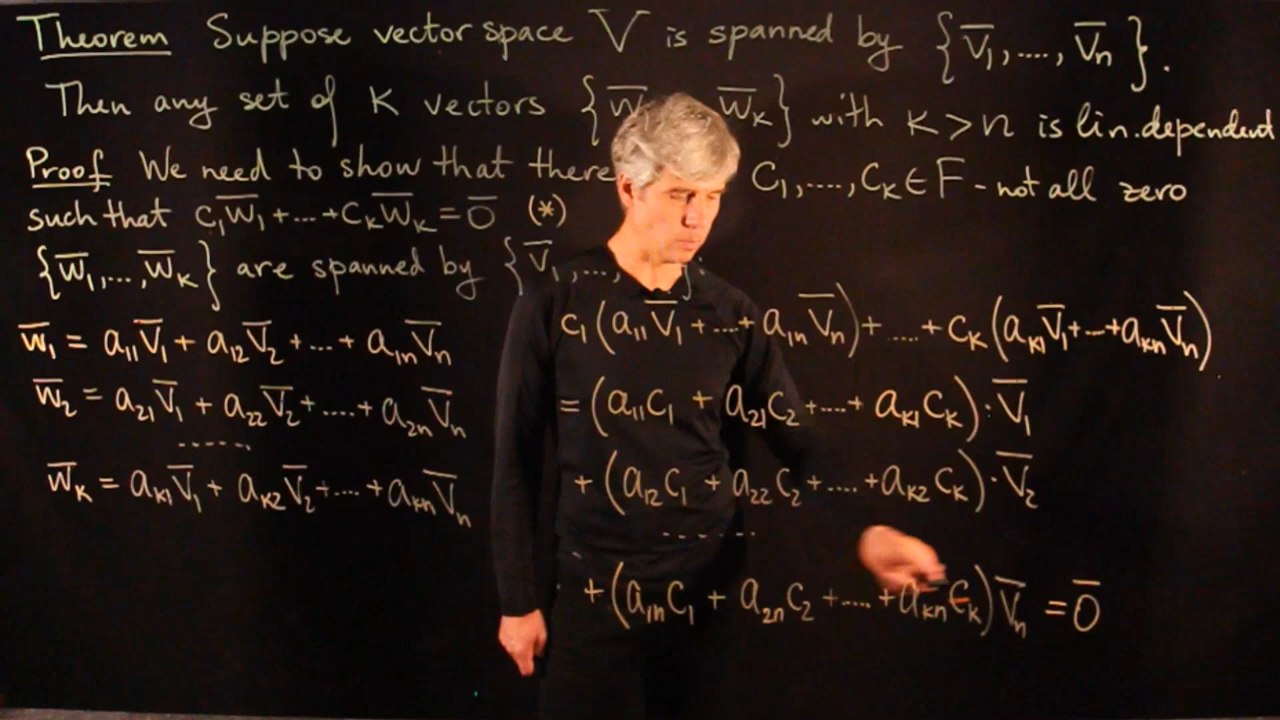 Theorem Suppose vector space V is spanned by {v̅₁,....,v̅ₙ}.
Then any set of K vectors {w̅ w̅ₖ} with K>n is lin.dependent
Proof We need to show that there C₁,....,Cₖ∈F - not all zero
such that c₁w̅₁+...+cₖw̅ₖ=0̅ (*)
{w̅₁,...,w̅ₖ} are spanned by {v̅₁,...,
c₁(a₁₁v̅₁+...+a₁ₙv̅ₙ)+....+cₖ(aₖ₁v̅₁+...+aₖₙv̅ₙ)
w̅₁ = a₁₁v̅₁+a₁₂v̅₂+...+a₁ₙv̅ₙ
w̅₂ = a₂₁v̅₁+a₂₂v̅₂+....+a₂ₙv̅ₙ
......
w̅ₖ = aₖ₁v̅₁+aₖ₂v̅₂+....+aₖₙv̅ₙ
=(a₁₁c₁+a₂₁c₂+....+aₖ₁cₖ)·v̅₁
+(a₁₂c₁+a₂₂c₂+....+aₖ₂cₖ)·v̅₂
......
+(a₁ₙc₁+a₂ₙc₂+....+aₖₙcₖ)v̅ₙ=0̅